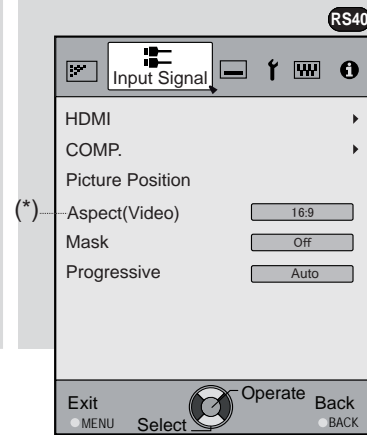 RS40
Input Signal
HDMI
COMP.
Picture Position
(*) Aspect(Video) 16:9
Mask Off
Progressive Auto
Exit Operate Back
MENU Select BACK